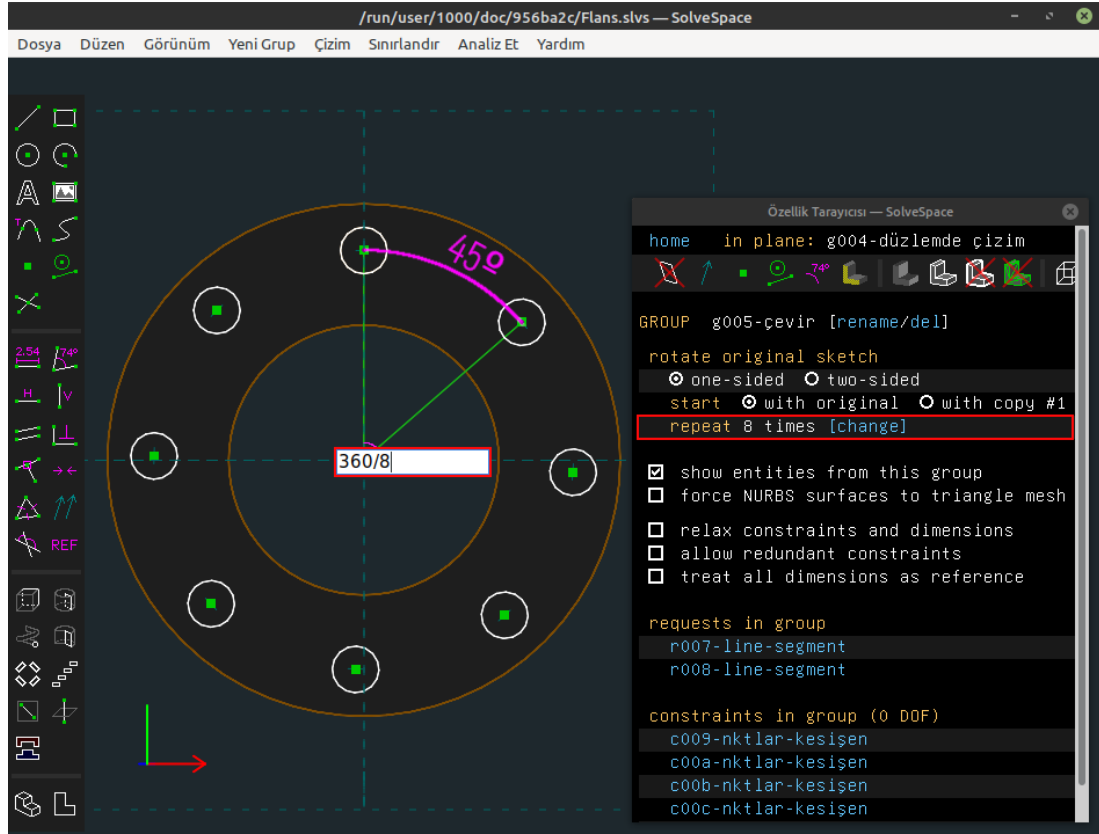 /run/user/1000/doc/956ba2c/Flans.slvs — SolveSpace
Dosya Düzen Görünüm Yeni Grup Çizim Sınırlandır Analiz Et Yardım
A
T
2.54 74º
H V
REF
45º
360/8
Özellik Tarayıcısı — SolveSpace
home in plane: g004-düzlemde çizim
74º
GROUP g005-çevir [rename/del]
rotate original sketch
one-sided two-sided
start with original with copy #1
repeat 8 times [change]
show entities from this group
force NURBS surfaces to triangle mesh
relax constraints and dimensions
allow redundant constraints
treat all dimensions as reference
requests in group
r007-line-segment
r008-line-segment
constraints in group (0 DOF)
c009-nktlar-kesişen
c00a-nktlar-kesişen
c00b-nktlar-kesişen
c00c-nktlar-kesişen